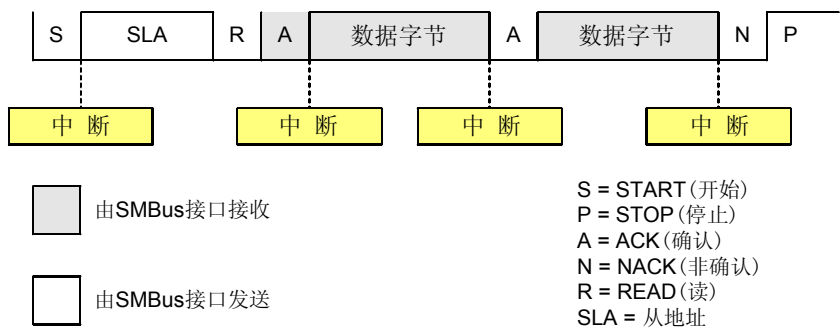 S SLA R A 数据字节 A 数据字节 N P
中 断 中 断 中 断 中 断
由SMBus接口接收
由SMBus接口发送
S = START(开始)
P = STOP(停止)
A = ACK(确认)
N = NACK(非确认)
R = READ(读)
SLA = 从地址